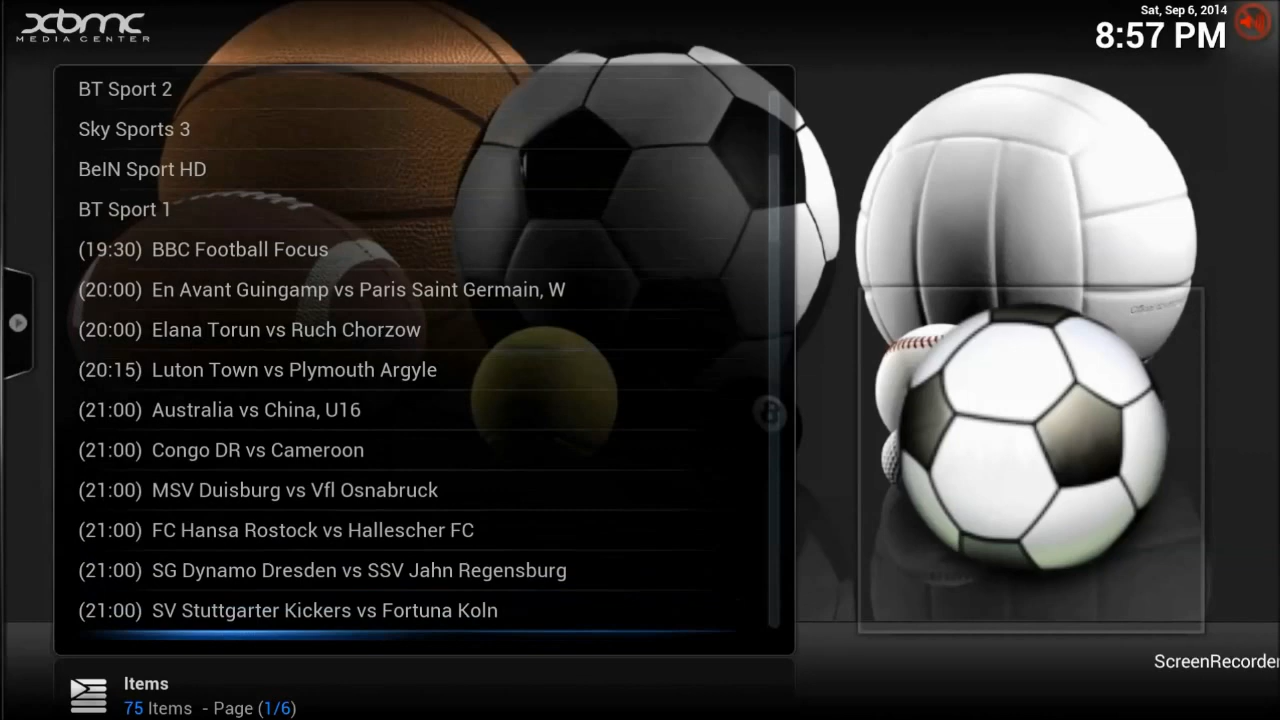 xbmc
MEDIA CENTER
Sat, Sep 6, 2014
8:57 PM
BT Sport 2
Sky Sports 3
BeIN Sport HD
BT Sport 1
(19:30) BBC Football Focus
(20:00) En Avant Guingamp vs Paris Saint Germain, W
(20:00) Elana Torun vs Ruch Chorzow
(20:15) Luton Town vs Plymouth Argyle
(21:00) Australia vs China, U16
(21:00) Congo DR vs Cameroon
(21:00) MSV Duisburg vs Vfl Osnabruck
(21:00) FC Hansa Rostock vs Hallescher FC
(21:00) SG Dynamo Dresden vs SSV Jahn Regensburg
(21:00) SV Stuttgarter Kickers vs Fortuna Koln
ScreenRecorde
Items
75 Items - Page (1/6)